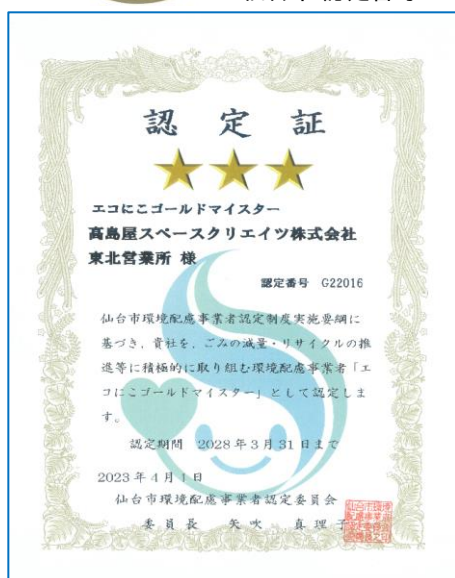 認定証
エコにこゴールドマイスター
髙島屋スペースクリエイツ株式会社
東北営業所 様
認定番号 G22016
仙台市環境配慮事業者認定制度実施要綱に
基づき，貴社を，ごみの減量・リサイクルの推
進等に積極的に取り組む環境配慮事業者「エ
コにこゴールドマイスター」として認定しま
す。
認定期間 2028年3月31日まで
2023年4月1日
仙台市環境配慮事業者認定委員会
委員長 矢吹 真理子